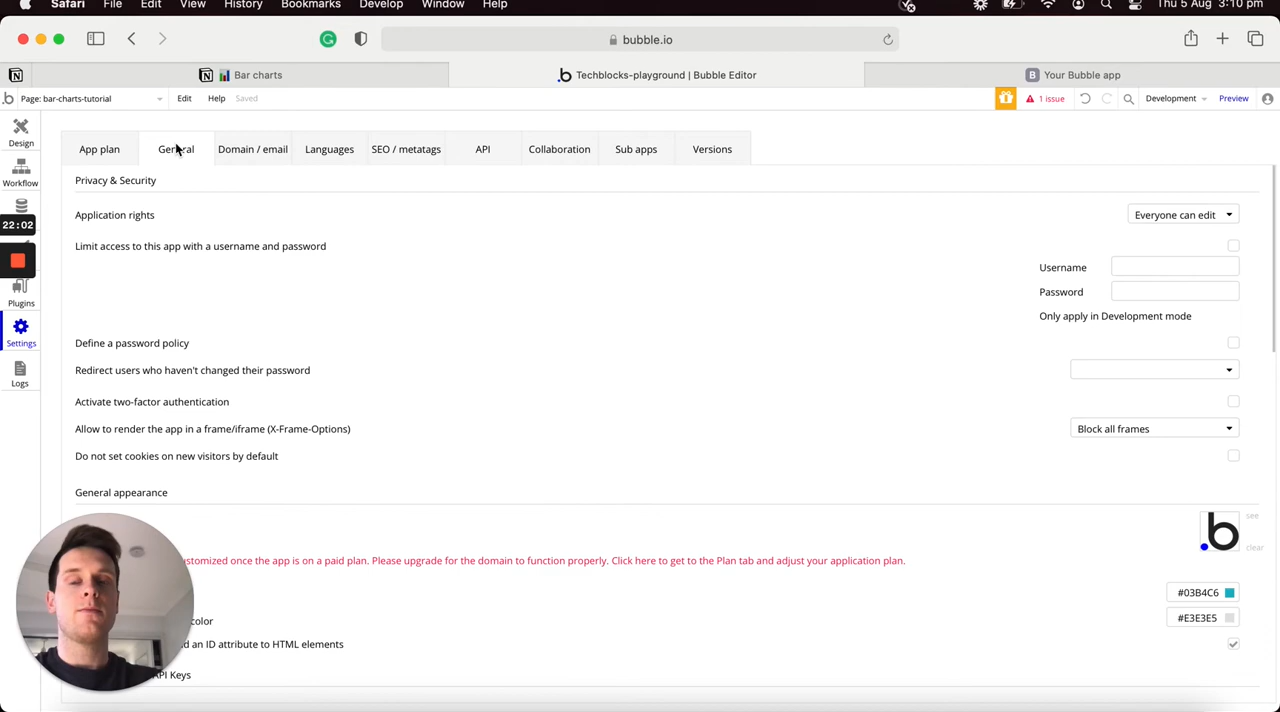 Safari File Edit View History Bookmarks Develop Window Help Thu 5 Aug 3:10 pm
bubble.io
Bar charts Techblocks-playground | Bubble Editor B Your Bubble app
b Page: bar-charts-tutorial Edit Help Saved 1 issue Development Preview
Design
Workflow
22:02
Plugins
Settings
Logs
App plan General Domain / email Languages SEO / metatags API Collaboration Sub apps Versions
Privacy & Security
Application rights Everyone can edit
Limit access to this app with a username and password
Username
Password
Only apply in Development mode
Define a password policy
Redirect users who haven't changed their password
Activate two-factor authentication
Allow to render the app in a frame/iframe (X-Frame-Options) Block all frames
Do not set cookies on new visitors by default
General appearance
b see
clear
ustomized once the app is on a paid plan. Please upgrade for the domain to function properly. Click here to get to the Plan tab and adjust your application plan.
#03B4C6
color #E3E3E5
an ID attribute to HTML elements
API Keys